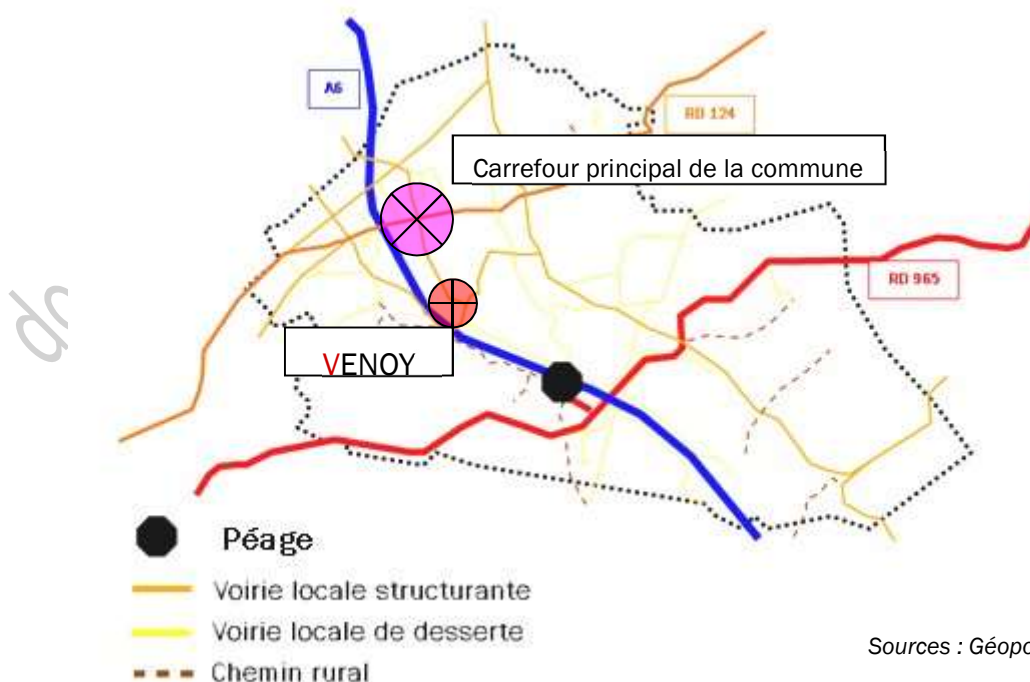 A6
RD 124
Carrefour principal de la commune
RD 965
VENOY
Péage
Voirie locale structurante
Voirie locale de desserte
Chemin rural
Sources : Géopo